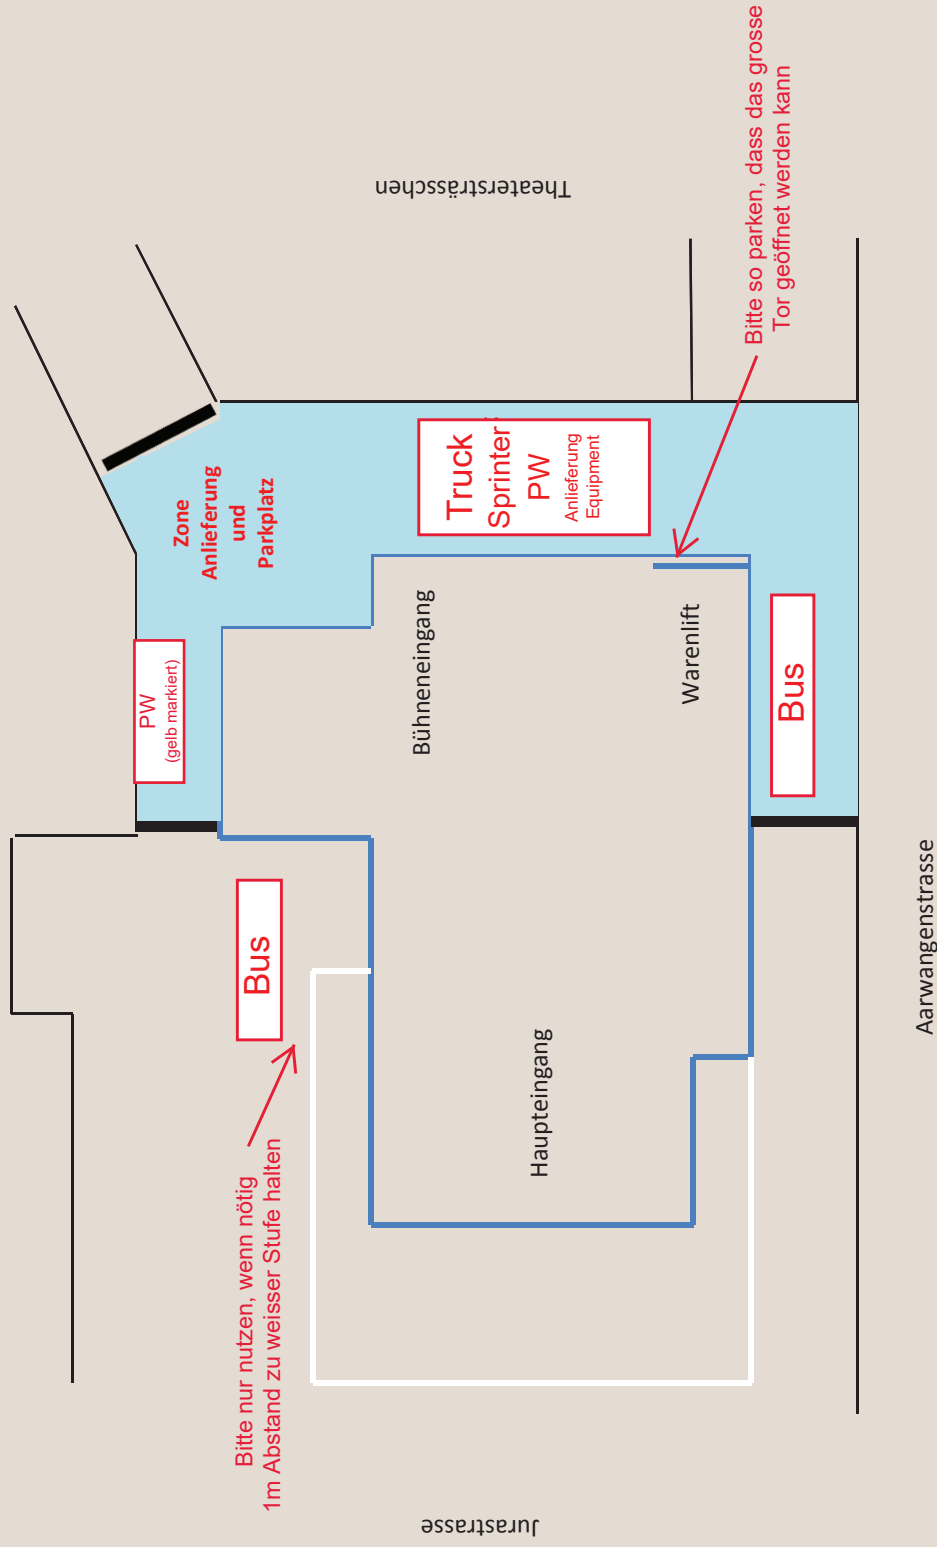 Theatersträsschen
Bitte so parken, dass das grosse
Tor geöffnet werden kann
Zone
Anlieferung
und
Parkplatz
Truck
Sprinter
PW
Anlieferung
Equipment
PW
(gelb markiert)
Bühneneingang
Warenlift
Bus
Bus
Bitte nur nutzen, wenn nötig
1m Abstand zu weisser Stufe halten
Haupteingang
Aarwangenstrasse
Jurastrasse